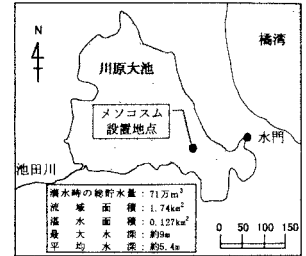 N
橘湾
川原大池
メソコスム
設置地点
水門
池田川
満水時の総貯水量:71万m³
流域面積:1.74km²
湛水面積:0.127km²
最大水深:約9m
平均水深:約5.4m
0 50 100 150